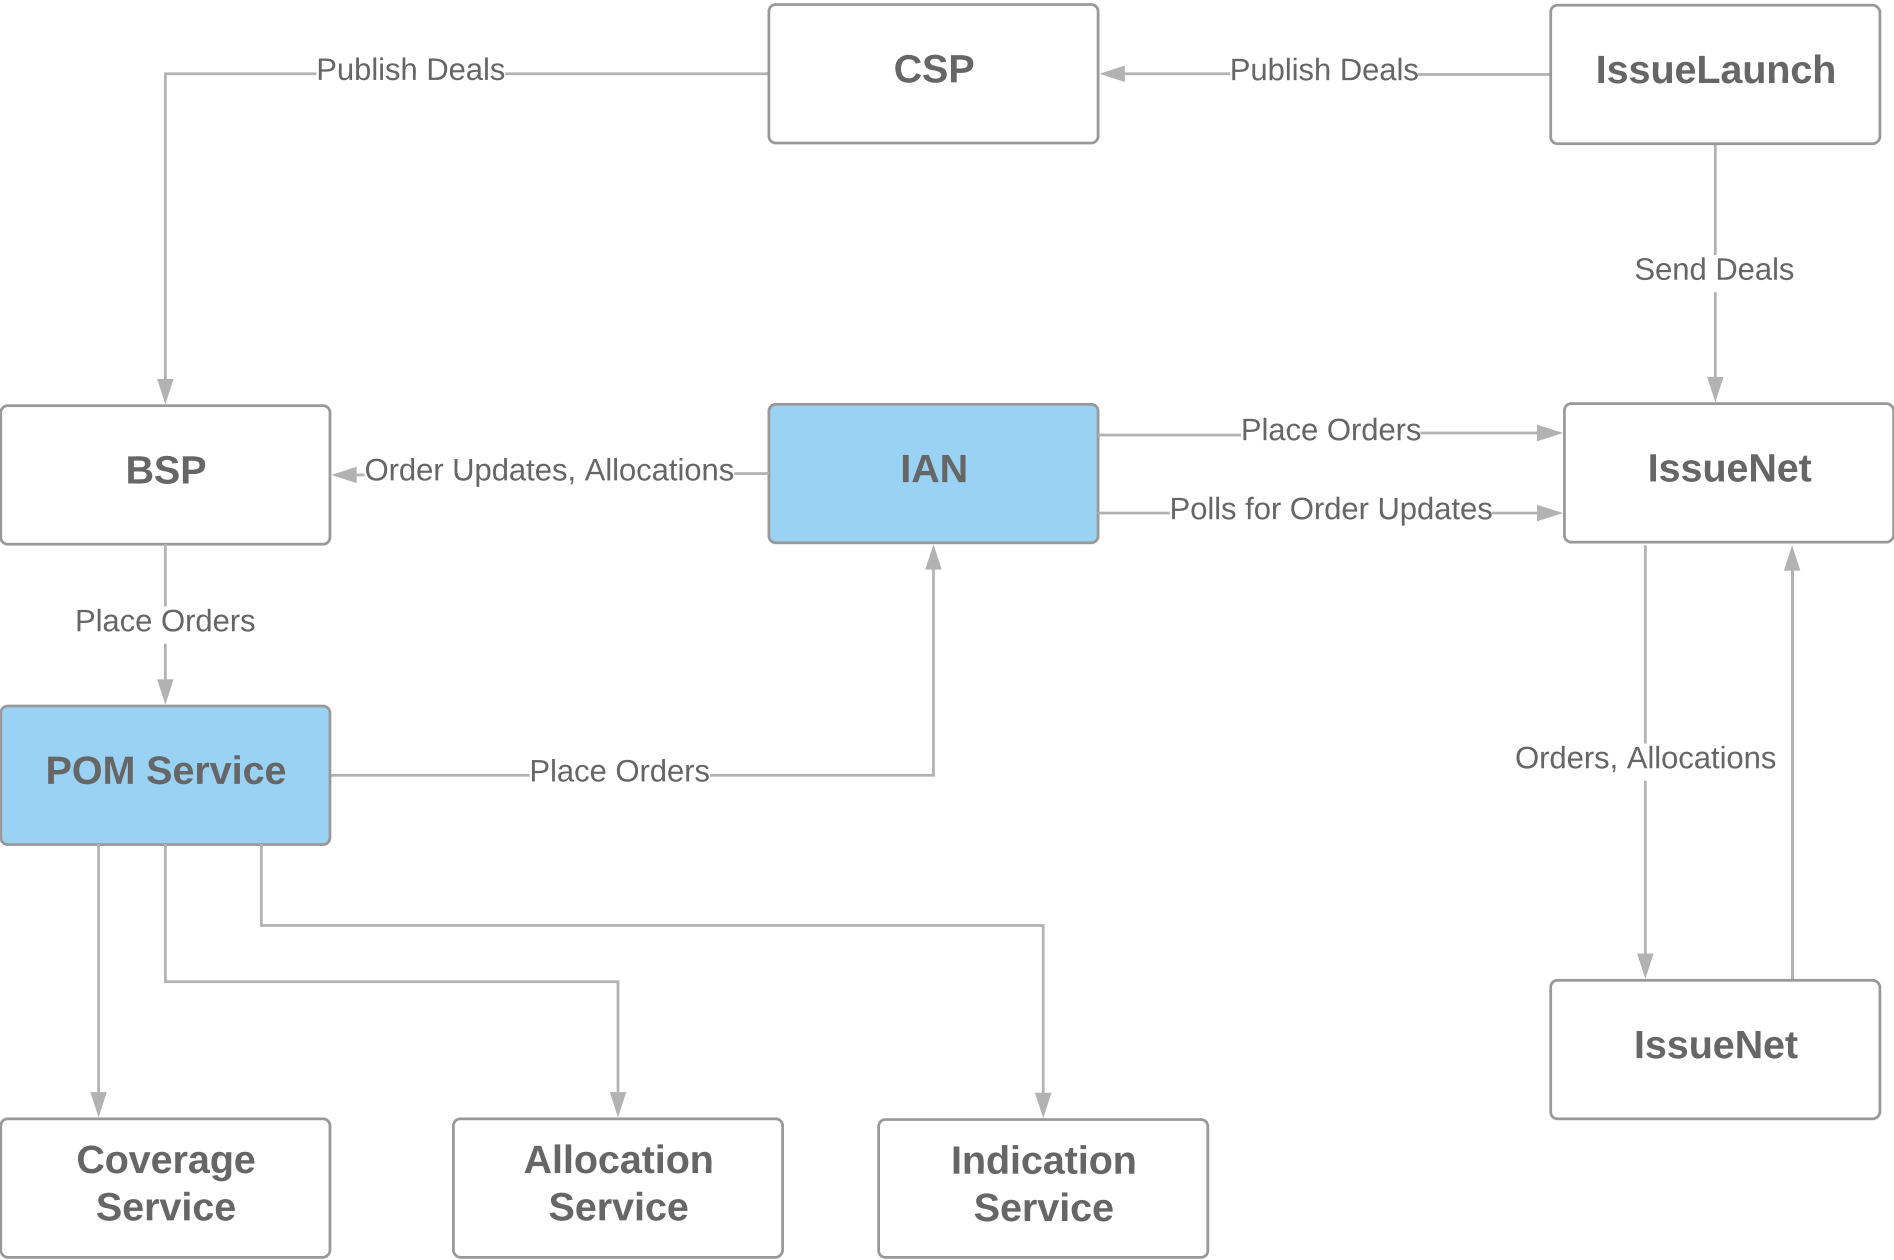 Publish Deals
CSP
Publish Deals
IssueLaunch
Send Deals
BSP
Order Updates, Allocations
IAN
Place Orders
Polls for Order Updates
IssueNet
Place Orders
POM Service
Place Orders
Orders, Allocations
IssueNet
Coverage
Service
Allocation
Service
Indication
Service